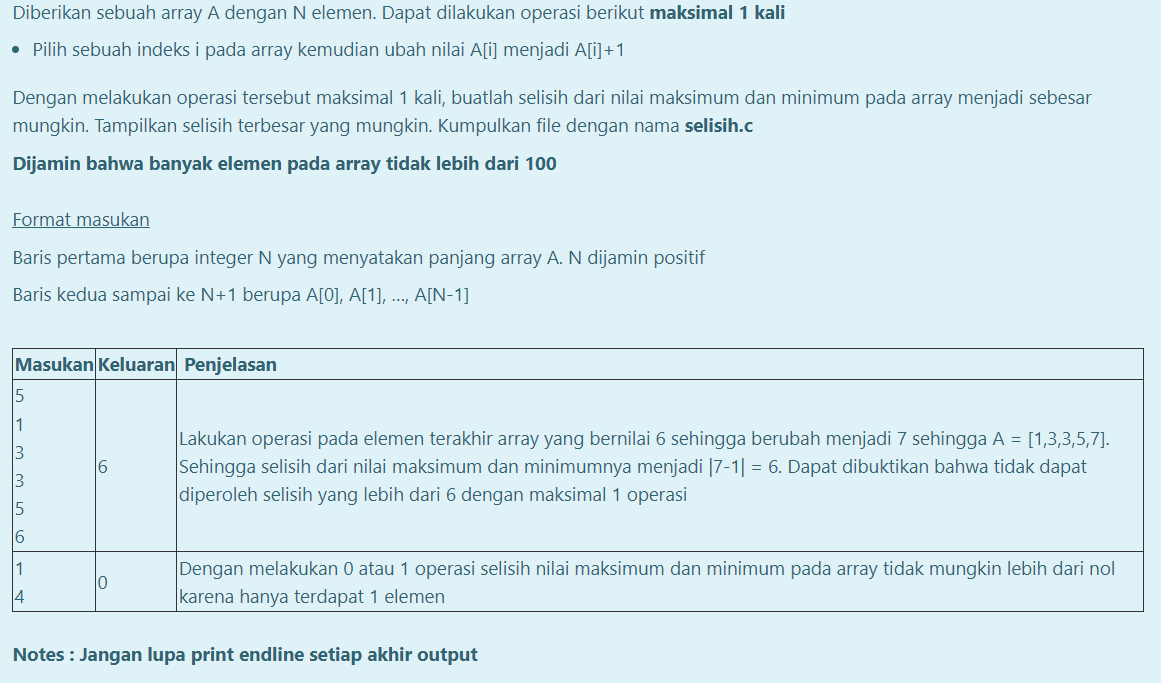 Diberikan sebuah array A dengan N elemen. Dapat dilakukan operasi berikut maksimal 1 kali
• Pilih sebuah indeks i pada array kemudian ubah nilai A[i] menjadi A[i]+1
Dengan melakukan operasi tersebut maksimal 1 kali, buatlah selisih dari nilai maksimum dan minimum pada array menjadi sebesar
mungkin. Tampilkan selisih terbesar yang mungkin. Kumpulkan file dengan nama selisih.c
Dijamin bahwa banyak elemen pada array tidak lebih dari 100
Format masukan
Baris pertama berupa integer N yang menyatakan panjang array A. N dijamin positif
Baris kedua sampai ke N+1 berupa A[0], A[1], ..., A[N-1]
Masukan Keluaran Penjelasan
5
1
3
3
5
6
6
Lakukan operasi pada elemen terakhir array yang bernilai 6 sehingga berubah menjadi 7 sehingga A = [1,3,3,5,7].
Sehingga selisih dari nilai maksimum dan minimumnya menjadi |7-1| = 6. Dapat dibuktikan bahwa tidak dapat
diperoleh selisih yang lebih dari 6 dengan maksimal 1 operasi
1
4
0
Dengan melakukan 0 atau 1 operasi selisih nilai maksimum dan minimum pada array tidak mungkin lebih dari nol
karena hanya terdapat 1 elemen
Notes : Jangan lupa print endline setiap akhir output